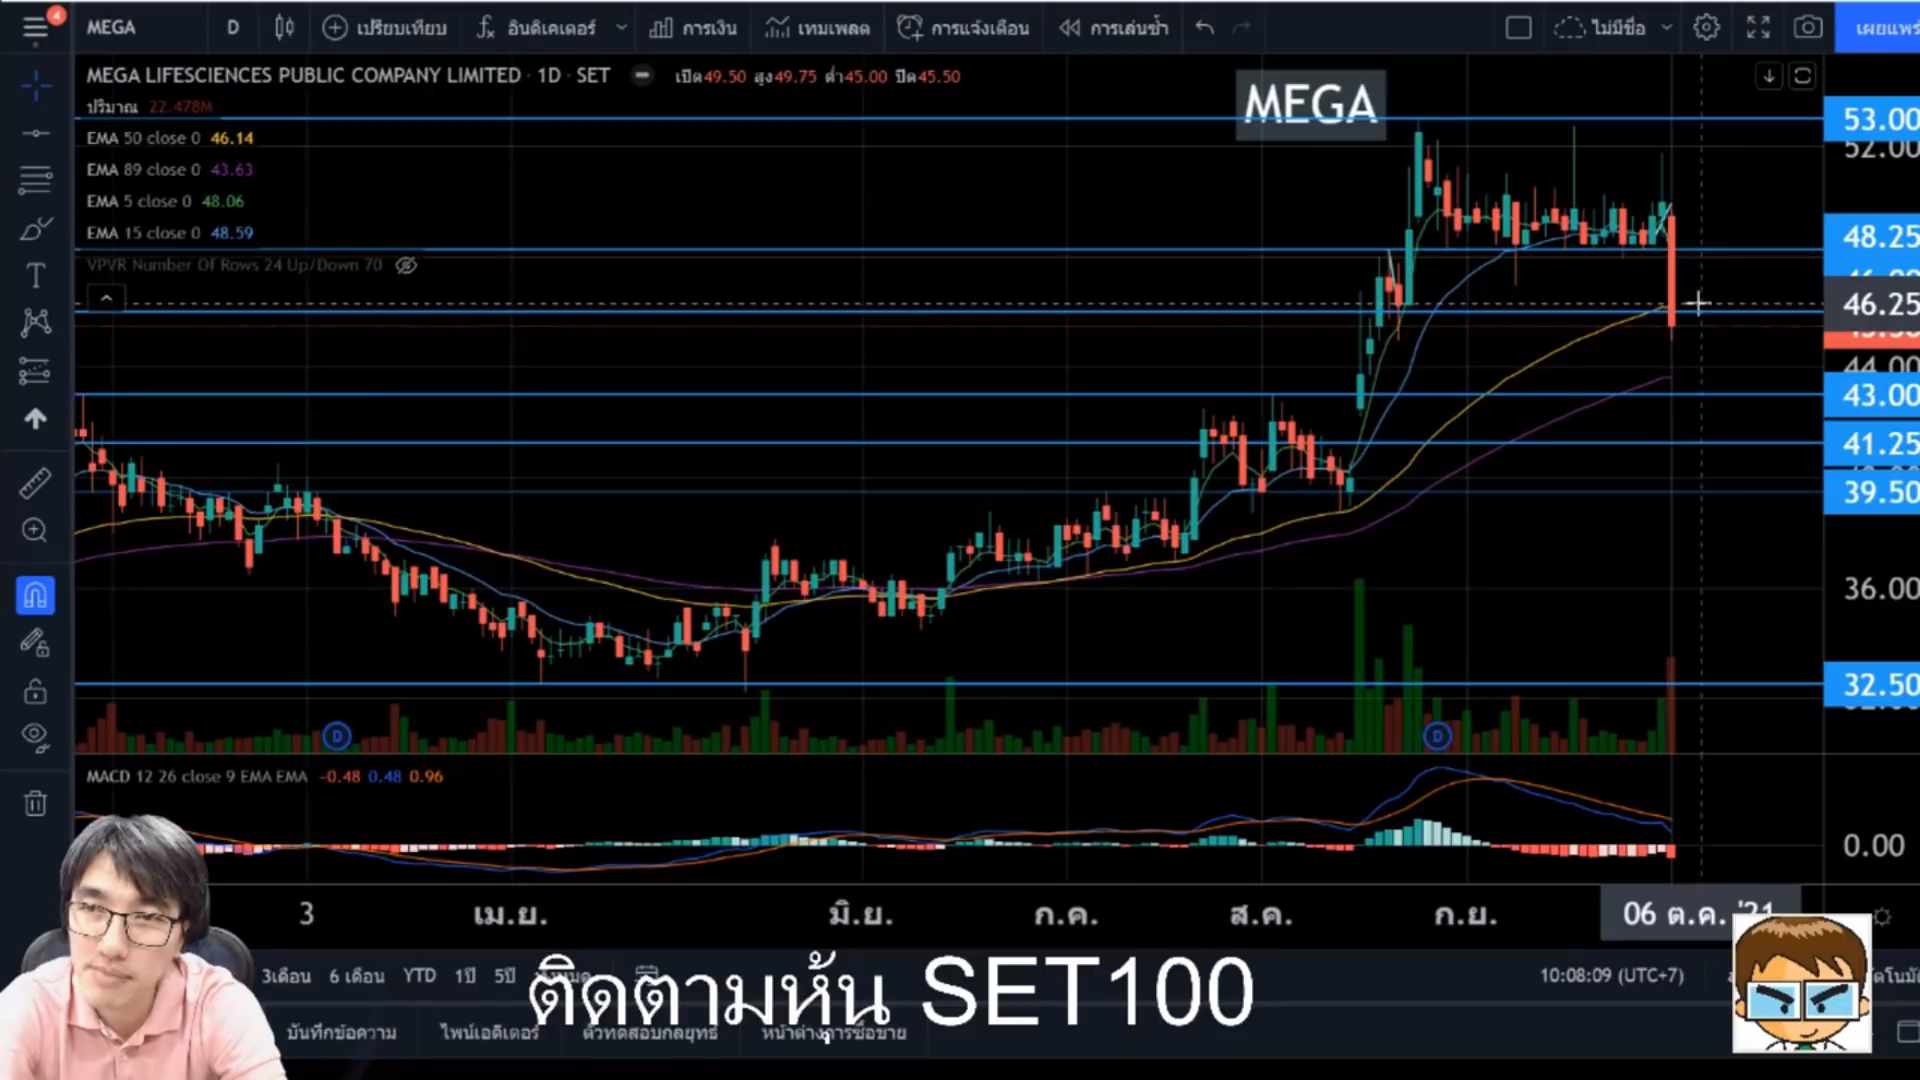 4
MEGA D เปรียบเทียบ อินดิเคเตอร์ การเงิน เทมเพลต การแจ้งเตือน การเล่นซ้ำ ไม่มีชื่อ
MEGA LIFESCIENCES PUBLIC COMPANY LIMITED · 1D · SET เปิด49.50 สูง49.75 ต่ำ45.00 ปิด45.50
ปริมาณ 22.478M
EMA 50 close 0 46.14
EMA 89 close 0 43.63
EMA 5 close 0 48.06
EMA 15 close 0 48.59
VPVR Number Of Rows 24 Up/Down 70
MEGA
53.00
52.00
48.25
46.25
44.00
43.00
41.25
39.50
36.00
32.50
D
D
MACD 12 26 close 9 EMA EMA −0.48 0.48 0.96
0.00
3 เม.ย. มิ.ย. ก.ค. ส.ค. ก.ย. 06 ต.ค. '21
3เดือน 6 เดือน YTD 1ปี 5ปี
10:08:09 (UTC+7)
ติดตามหุ้น SET100
บันทึกข้อความ ไพน์เอดิเตอร์ ตัวทดสอบกลยุทธ์ หน้าต่างการซื้อขาย